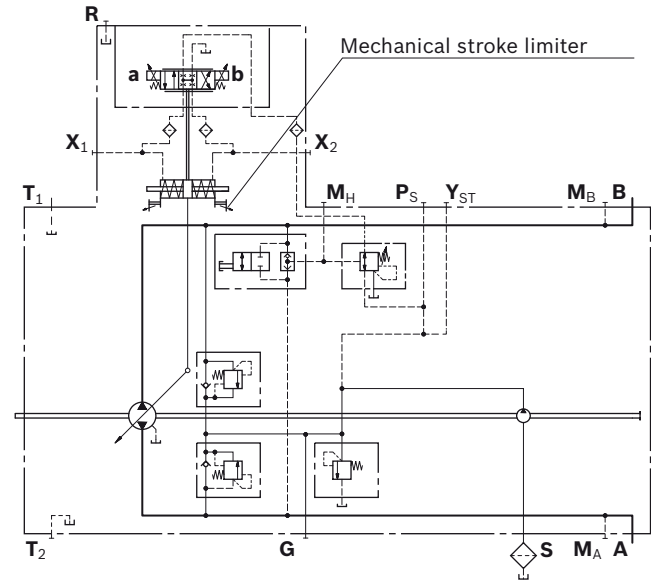 R
Mechanical stroke limiter
a b
X1 X2
T1 MH PS YST MB B
T2 G S MA A